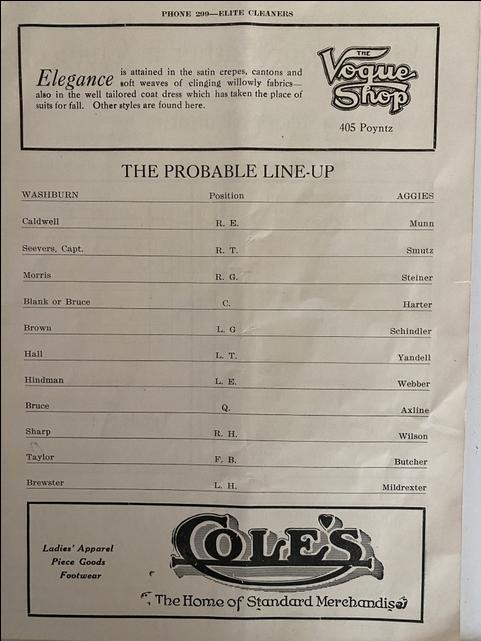 PHONE 299—ELITE CLEANERS
Elegance is attained in the satin crepes, cantons and
soft weaves of clinging willowy fabrics—
also in the well tailored coat dress which has taken the place of
suits for fall. Other styles are found here.
THE
Vogue
Shop
405 Poyntz
THE PROBABLE LINE-UP
WASHBURN Position AGGIES
Caldwell R. E. Munn
Seevers, Capt. R. T. Smutz
Morris R. G. Steiner
Blank or Bruce C. Harter
Brown L. G Schindler
Hall L. T. Yandell
Hindman L. E. Webber
Bruce Q. Axline
Sharp R. H. Wilson
Taylor F. B. Butcher
Brewster L. H. Mildrexter
Ladies' Apparel
Piece Goods
Footwear
COLE'S
The Home of Standard Merchandise